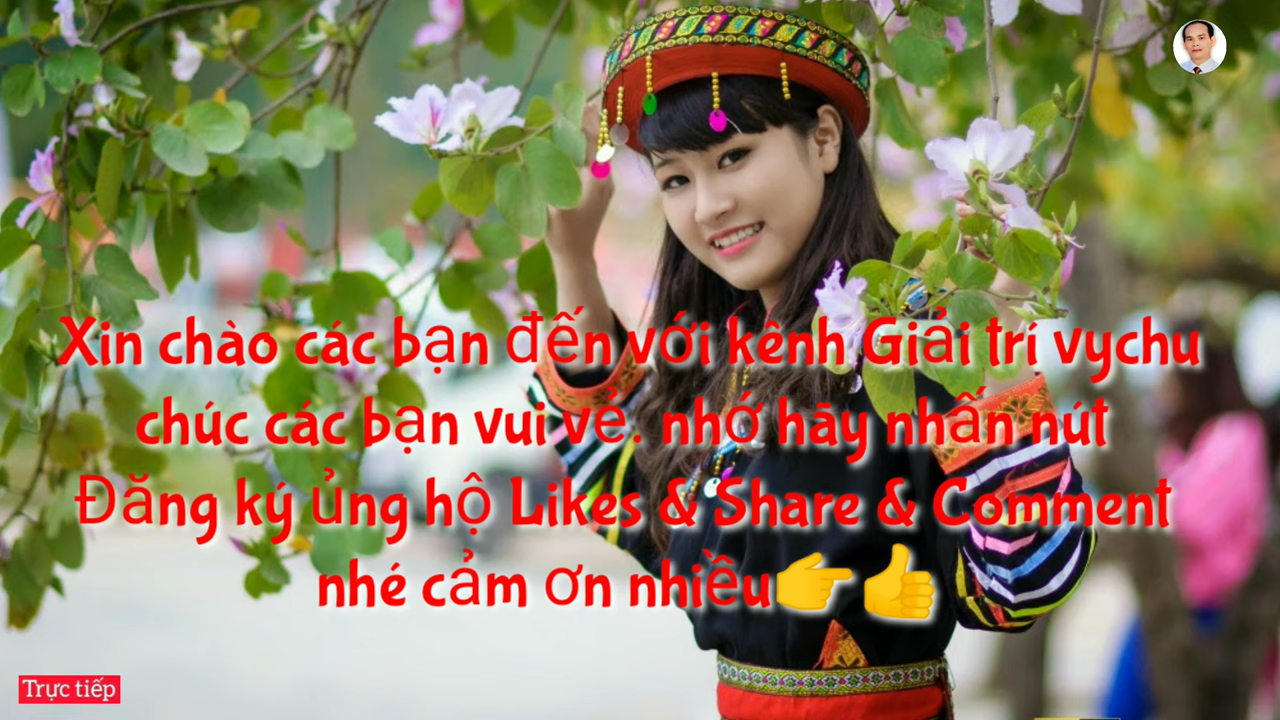 Xin chào các bạn đến với kênh Giải trí vychu
chúc các bạn vui vẻ. nhớ hãy nhấn nút
Đăng ký ủng hộ Likes & Share & Comment
nhé cảm ơn nhiều👉👍
Trực tiếp